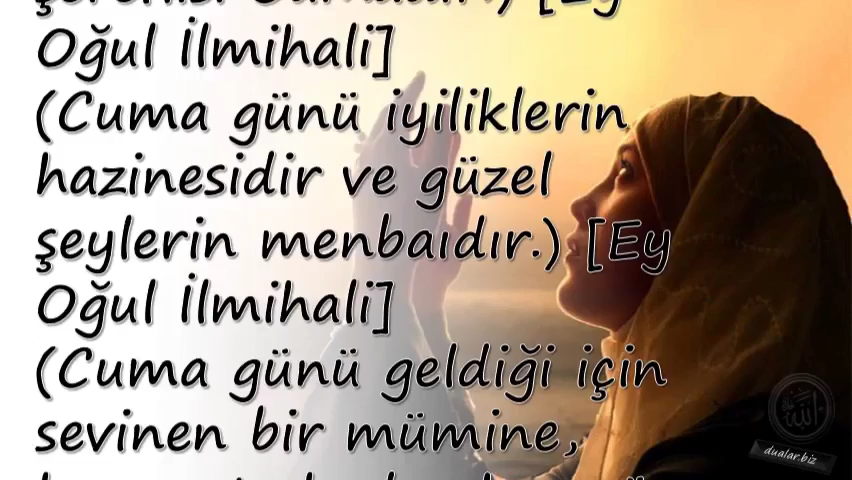 Oğul İlmihali]
(Cuma günü iyiliklerin
hazinesidir ve güzel
şeylerin menbaıdır.) [Ey
Oğul İlmihali]
(Cuma günü geldiği için
sevinen bir mümine,
الله
dualar.biz